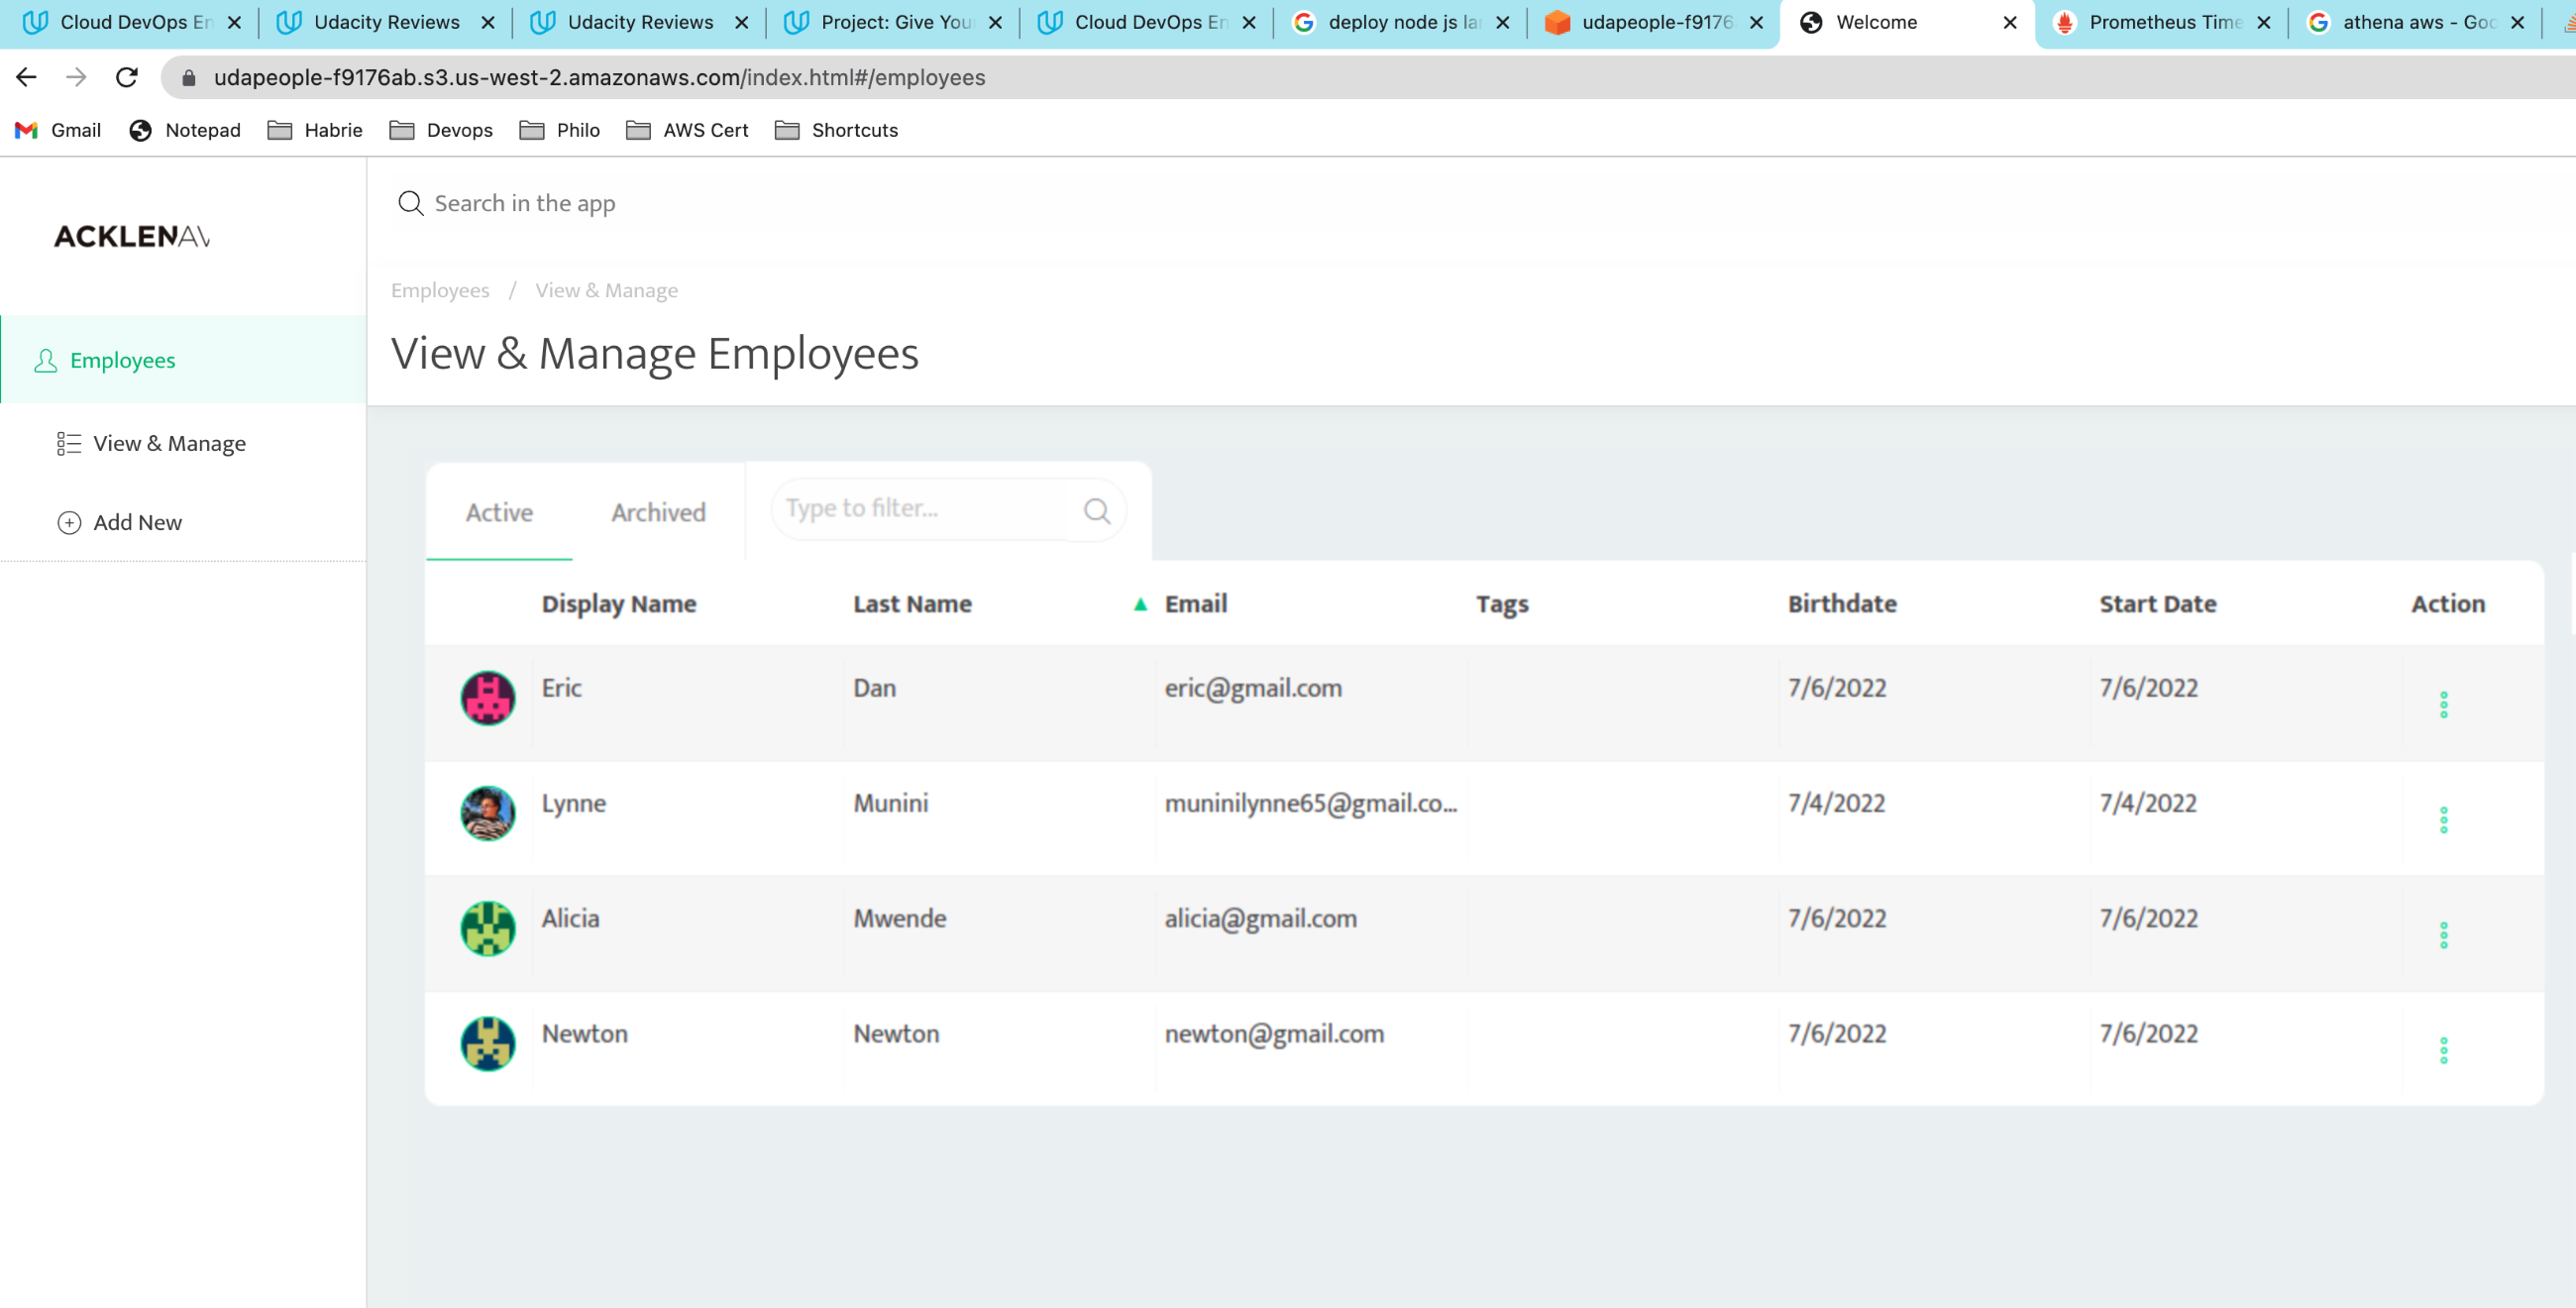 Cloud DevOps En
Udacity Reviews
Udacity Reviews
Project: Give You
Cloud DevOps En
deploy node js la
udapeople-f9176
Welcome
Prometheus Time
athena aws - Goo
udapeople-f9176ab.s3.us-west-2.amazonaws.com/index.html#/employees
Gmail
Notepad
Habrie
Devops
Philo
AWS Cert
Shortcuts
ACKLENAV
Search in the app
Employees / View & Manage
View & Manage Employees
Employees
View & Manage
Add New
Active
Archived
Type to filter...
Display Name Last Name Email Tags Birthdate Start Date Action
Eric Dan eric@gmail.com 7/6/2022 7/6/2022
Lynne Munini muninilynne65@gmail.co... 7/4/2022 7/4/2022
Alicia Mwende alicia@gmail.com 7/6/2022 7/6/2022
Newton Newton newton@gmail.com 7/6/2022 7/6/2022